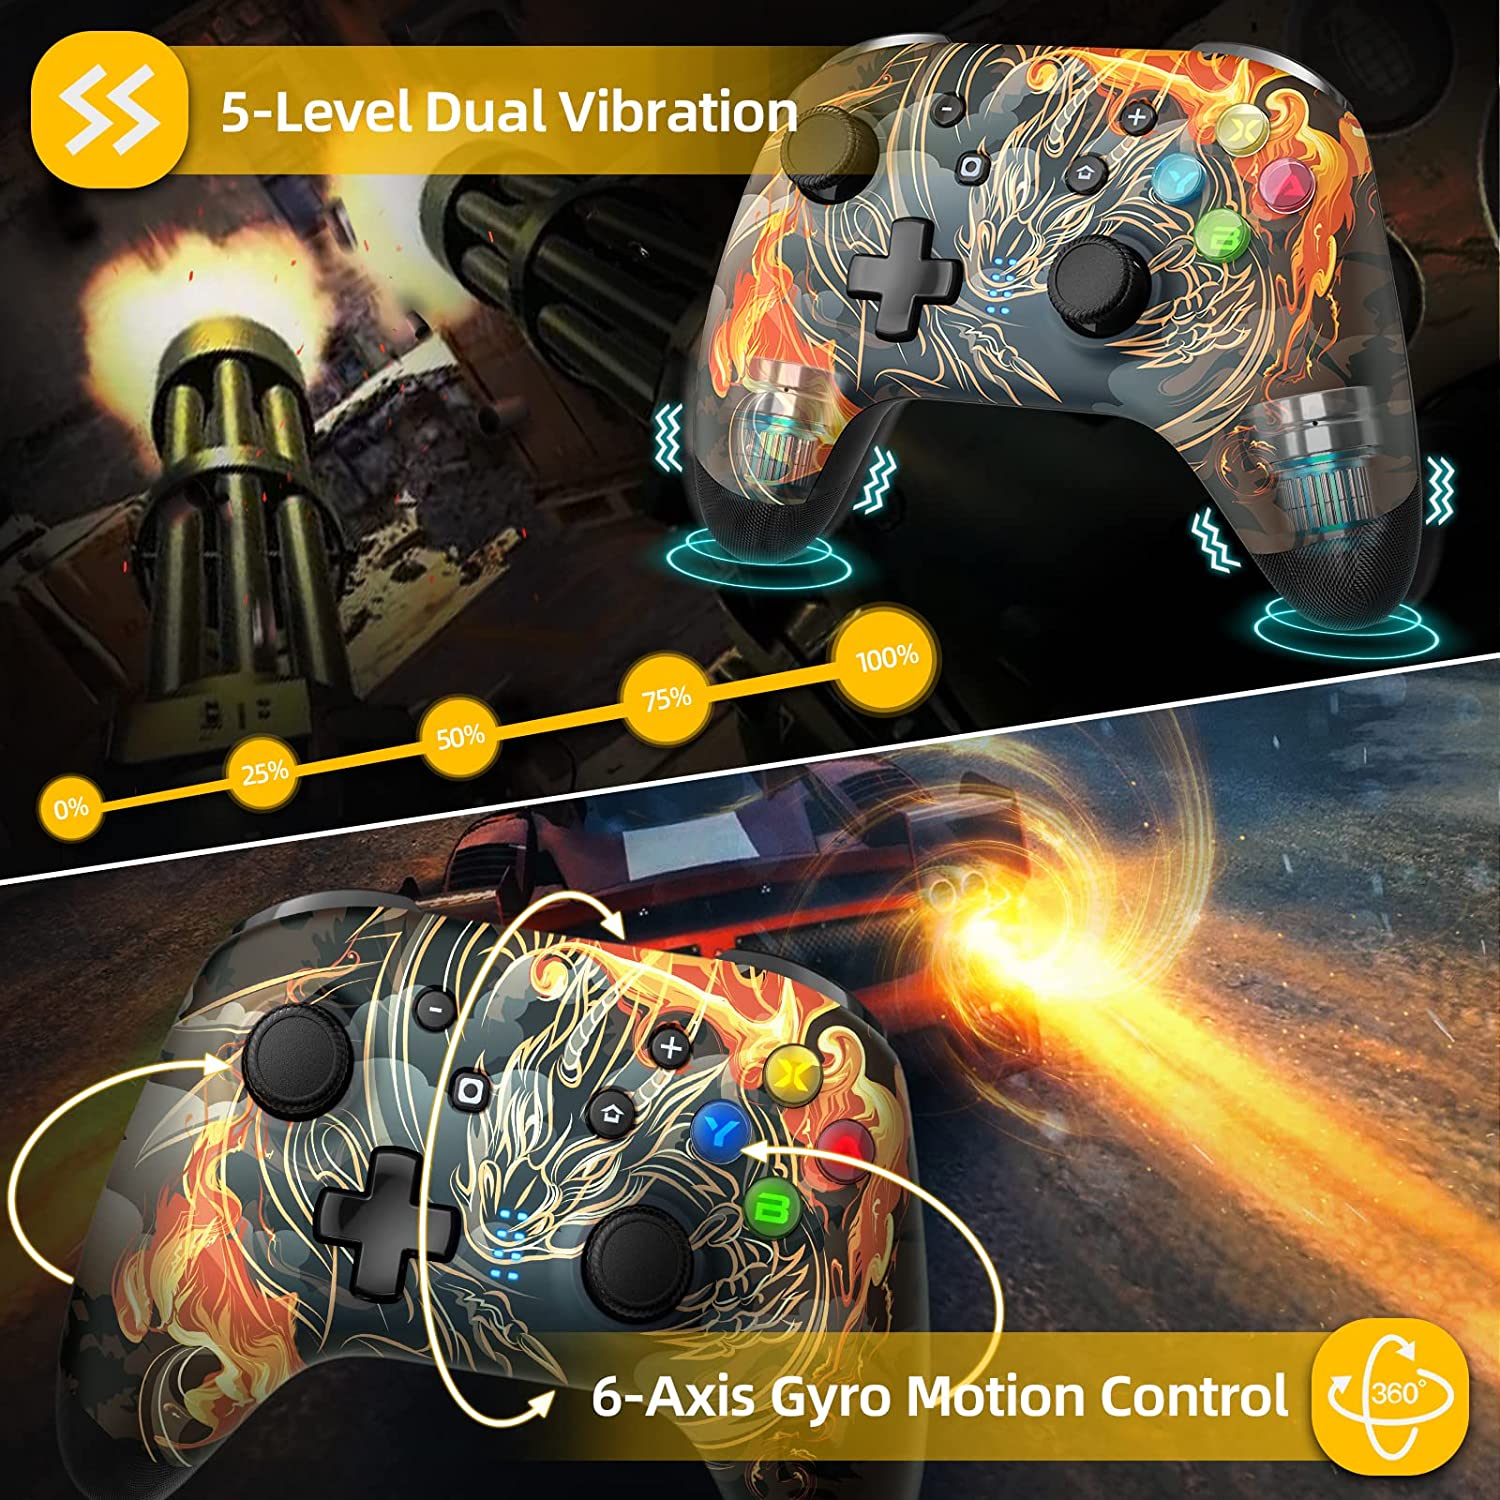 5-Level Dual Vibration
-
+
X
Y
A
B
100%
75%
50%
25%
0%
-
+
X
Y
B
6-Axis Gyro Motion Control
360°